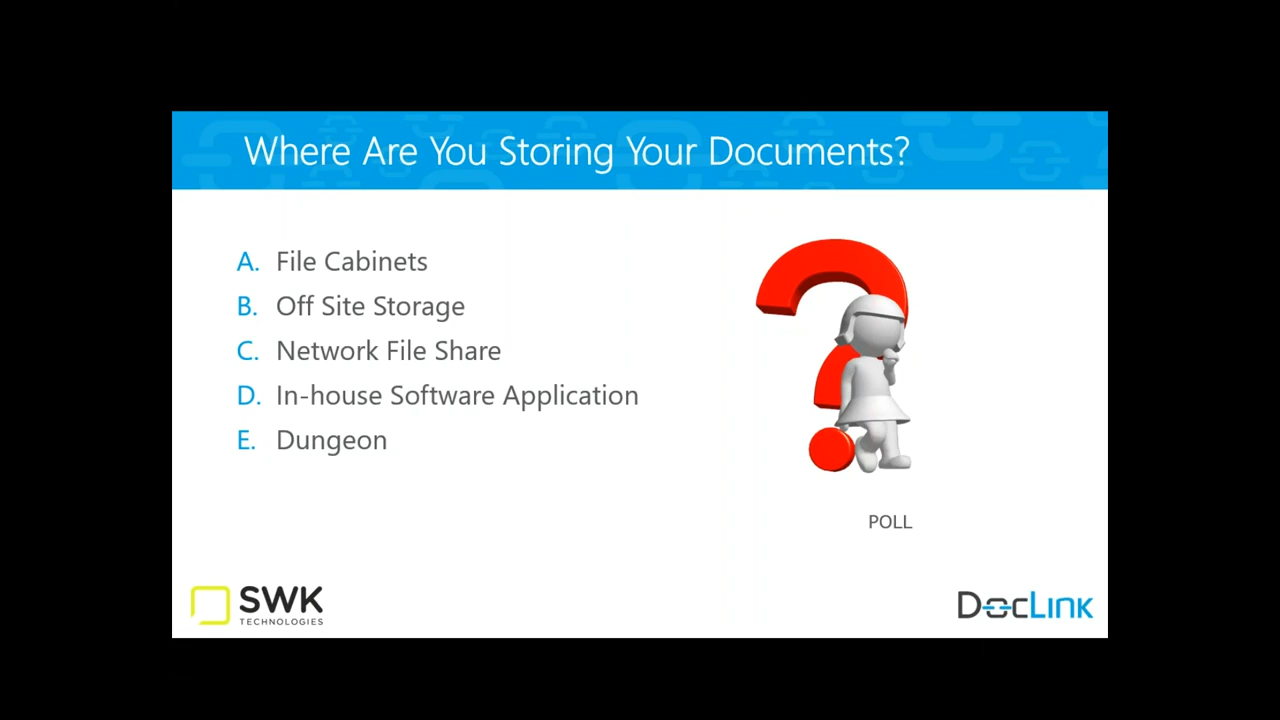 Where Are You Storing Your Documents?
A. File Cabinets
B. Off Site Storage
C. Network File Share
D. In-house Software Application
E. Dungeon
POLL
SWK
TECHNOLOGIES
DocLink